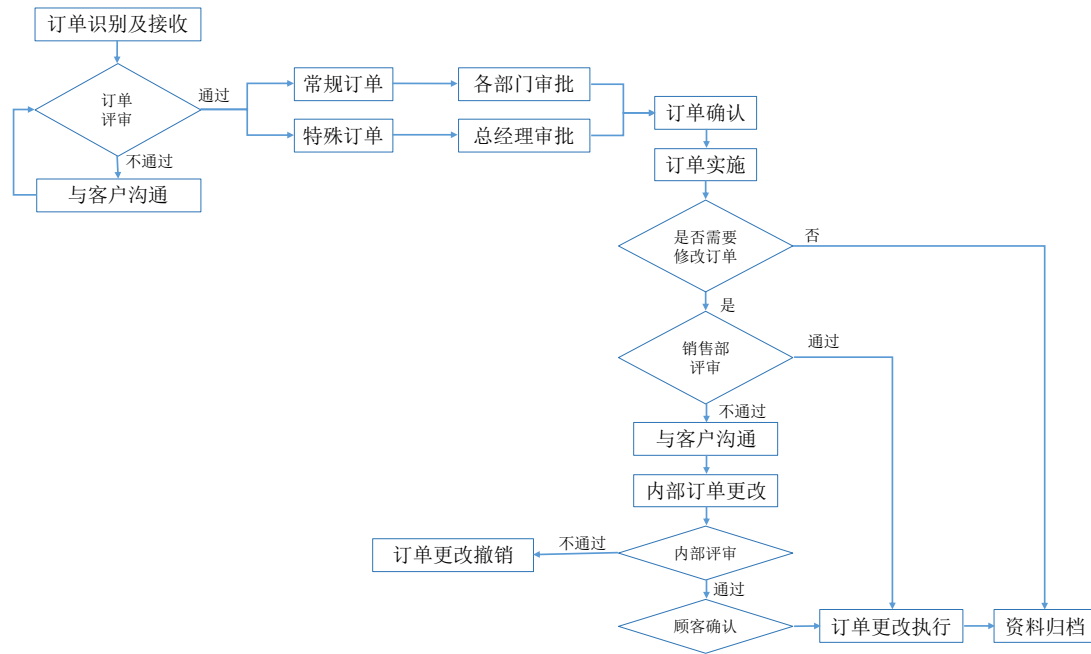 订单识别及接收
订单
评审
通过
不通过
与客户沟通
常规订单
各部门审批
特殊订单
总经理审批
订单确认
订单实施
是否需要
修改订单
否
是
销售部
评审
通过
不通过
与客户沟通
内部订单更改
内部评审
不通过
订单更改撤销
通过
顾客确认
订单更改执行
资料归档